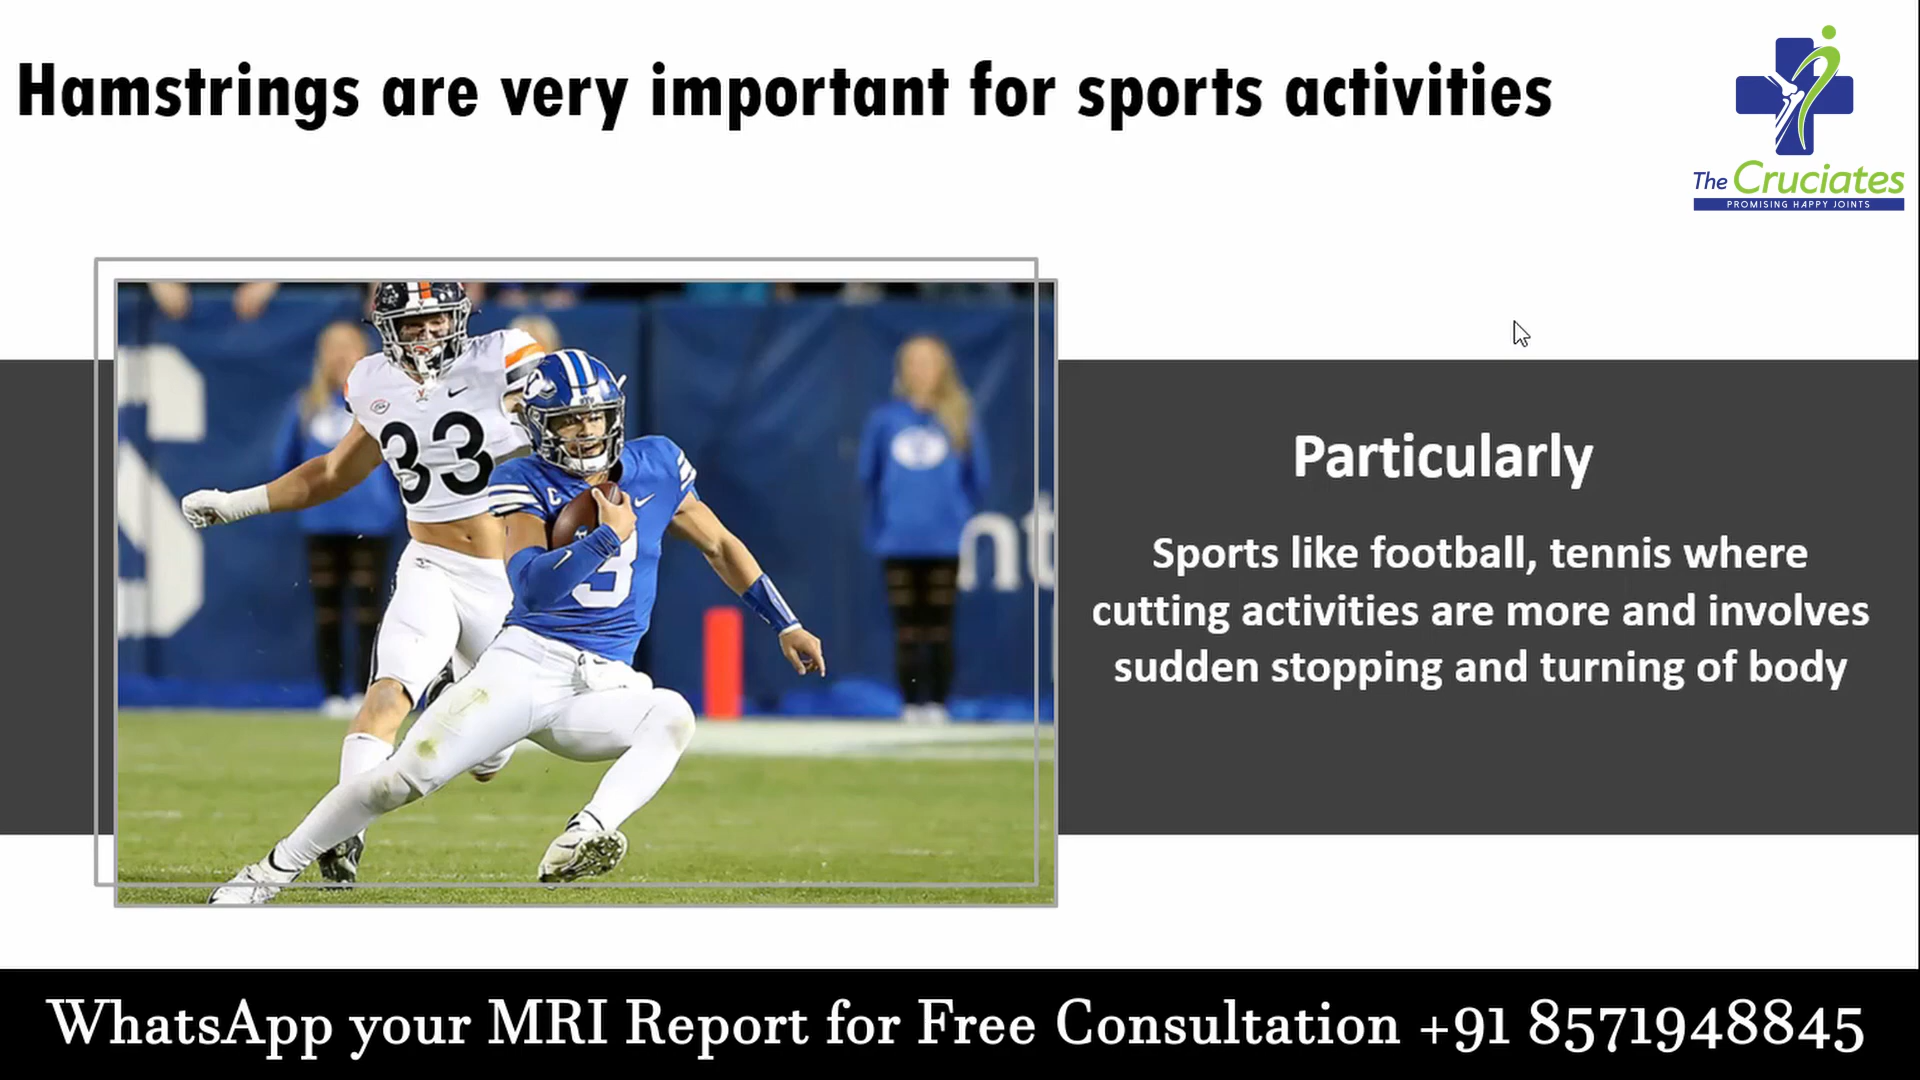 Hamstrings are very important for sports activities
The Cruciates
PROMISING HAPPY JOINTS
33
C
3
S
nt
Particularly
Sports like football, tennis where
cutting activities are more and involves
sudden stopping and turning of body
WhatsApp your MRI Report for Free Consultation +91 8571948845